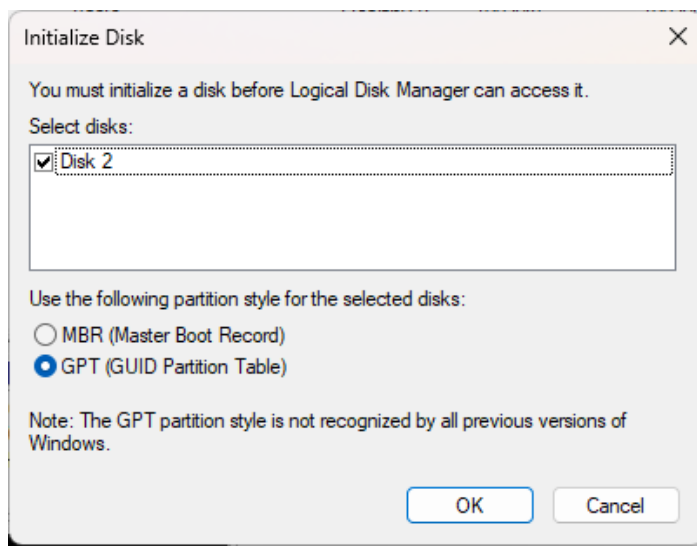 Initialize Disk
You must initialize a disk before Logical Disk Manager can access it.
Select disks:
Disk 2
Use the following partition style for the selected disks:
MBR (Master Boot Record)
GPT (GUID Partition Table)
Note: The GPT partition style is not recognized by all previous versions of
Windows.
OK Cancel